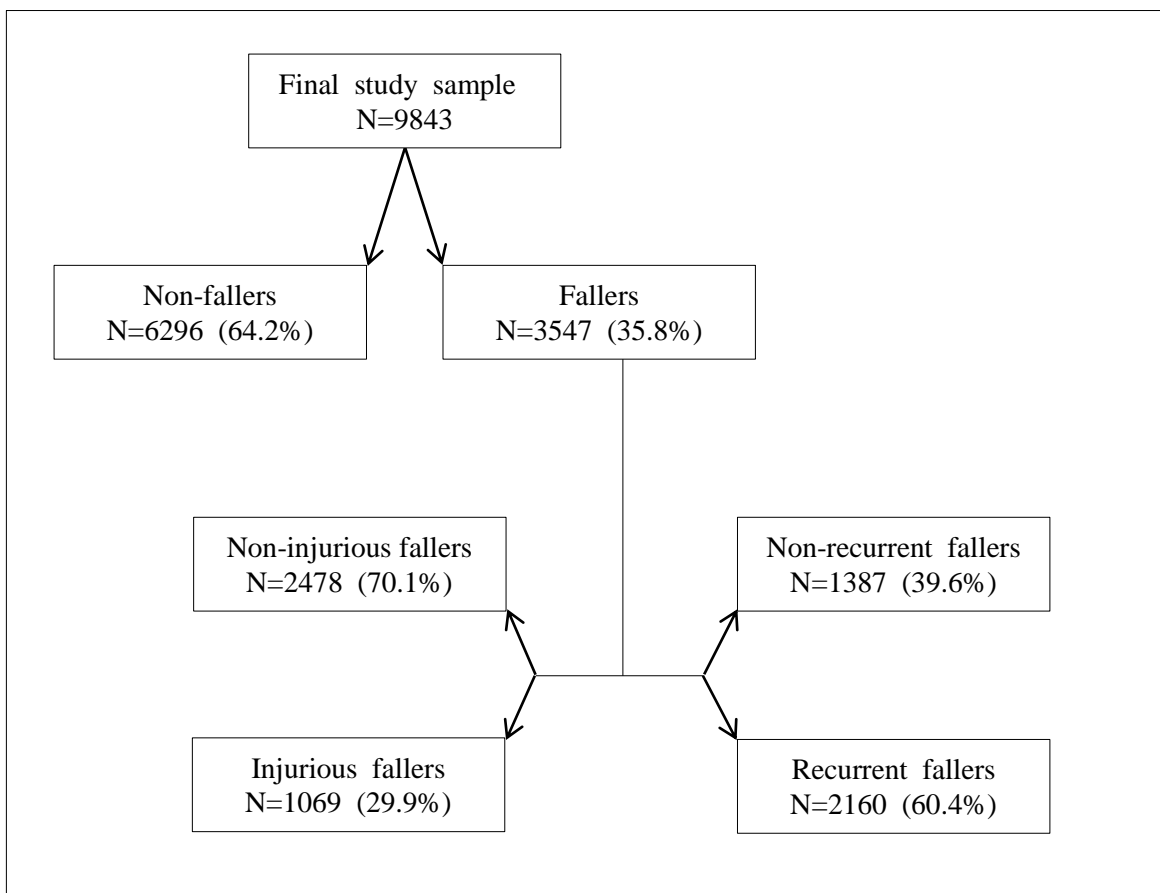 Final study sample
N=9843
Non-fallers
N=6296 (64.2%)
Fallers
N=3547 (35.8%)
Non-injurious fallers
N=2478 (70.1%)
Non-recurrent fallers
N=1387 (39.6%)
Injurious fallers
N=1069 (29.9%)
Recurrent fallers
N=2160 (60.4%)